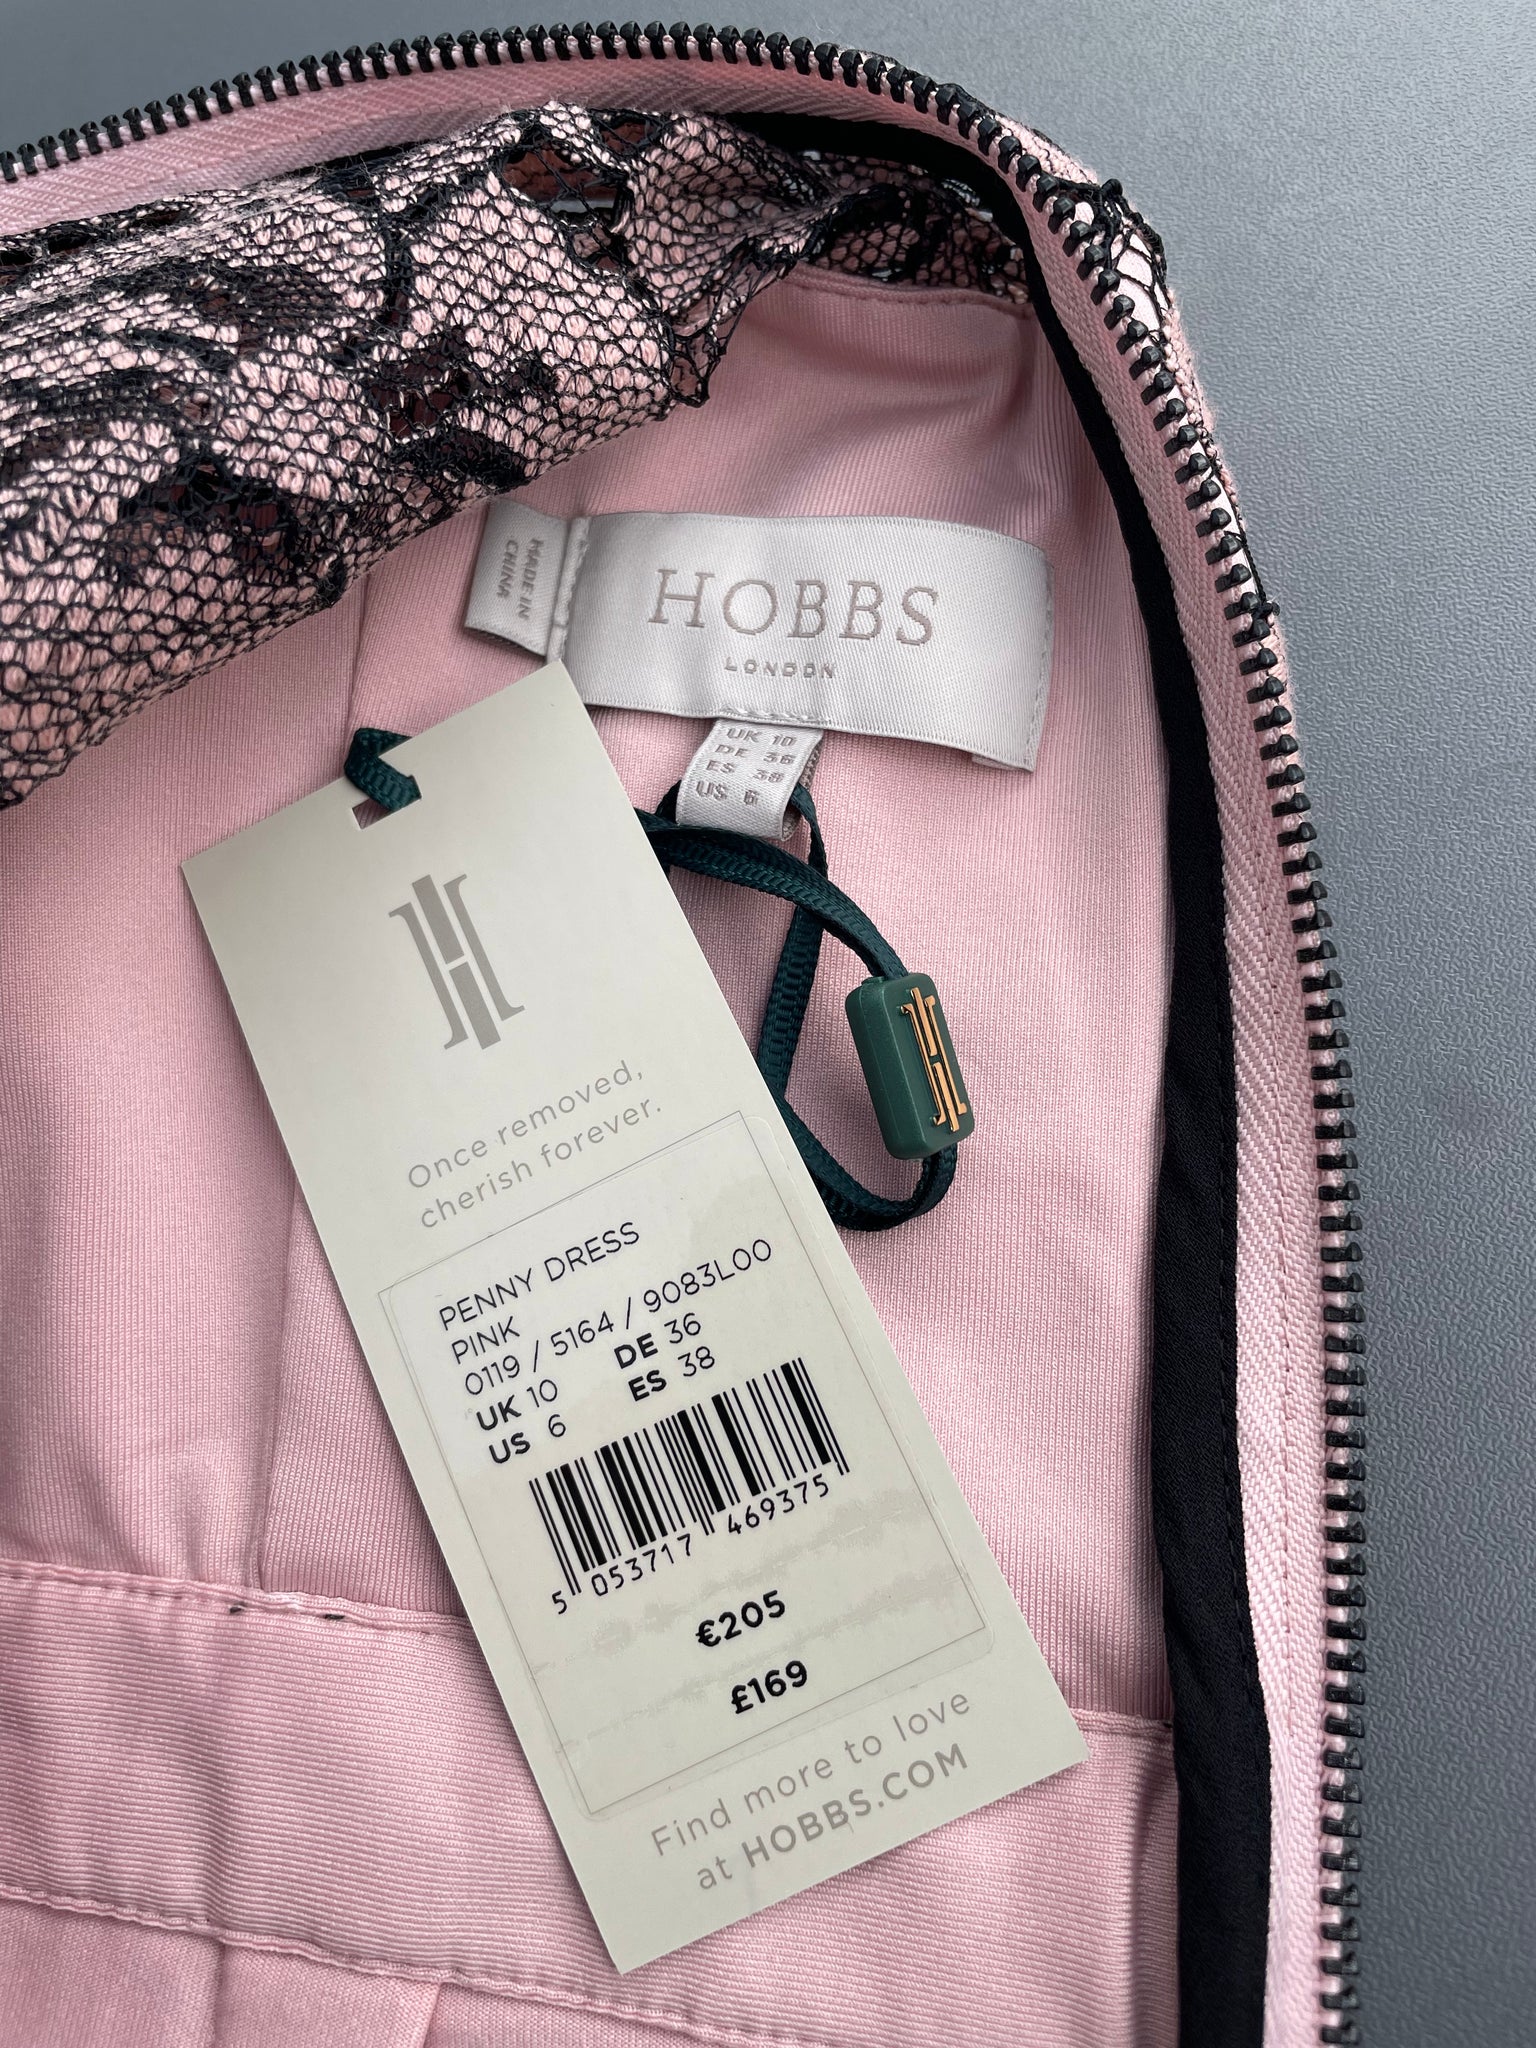 MADE IN
CHINA
HOBBS
LONDON
UK 10
DE 36
ES 38
US 6
Once removed,
cherish forever.
PENNY DRESS
PINK
0119 / 5164 / 9083L00
UK 10 DE 36
US 6 ES 38
5 053717 469375
€205
£169
Find more to love
at HOBBS.COM